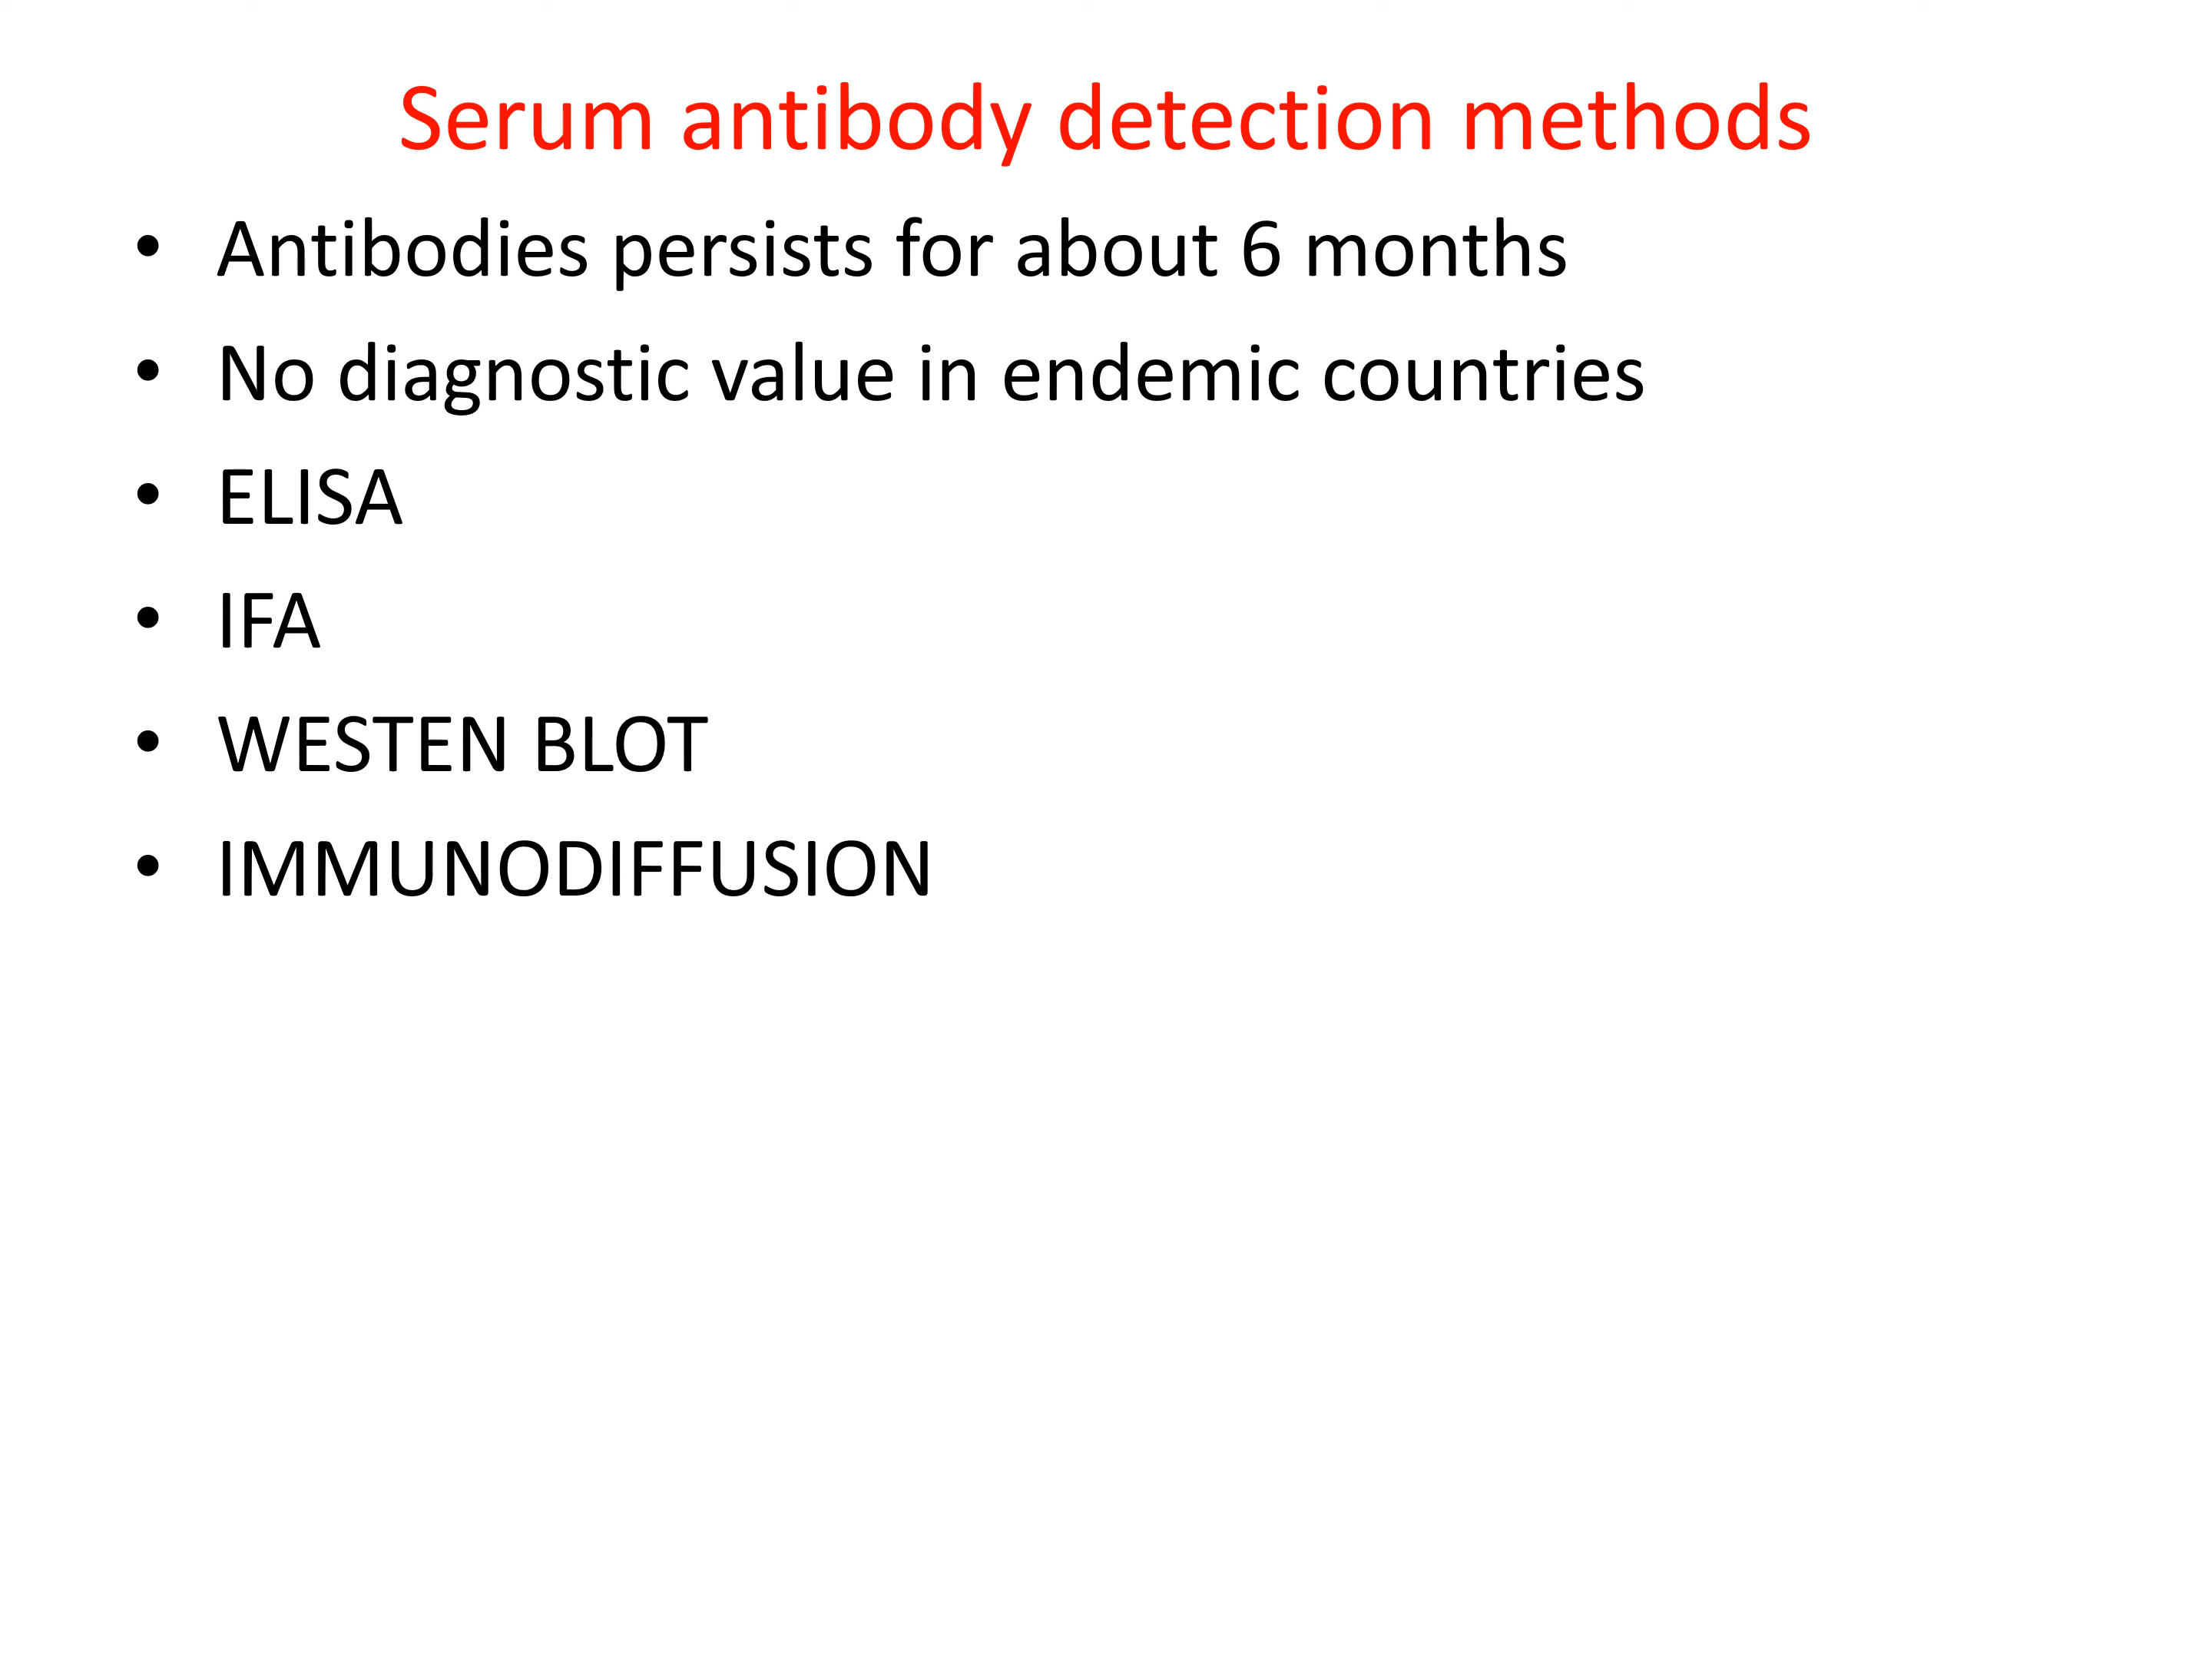 Serum antibody detection methods
• Antibodies persists for about 6 months
• No diagnostic value in endemic countries
• ELISA
• IFA
• WESTEN BLOT
• IMMUNODIFFUSION